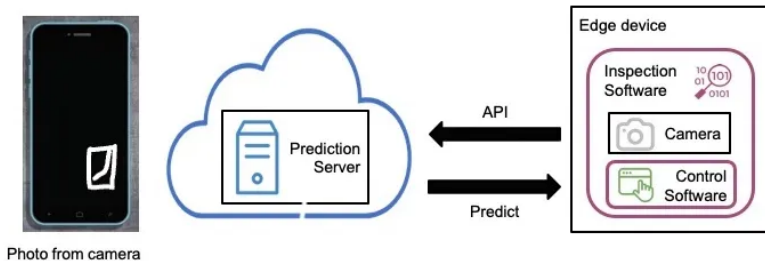 Edge device
Inspection
Software
10
01
101
0101
API
Camera
Prediction
Server
Control
Software
Predict
Photo from camera